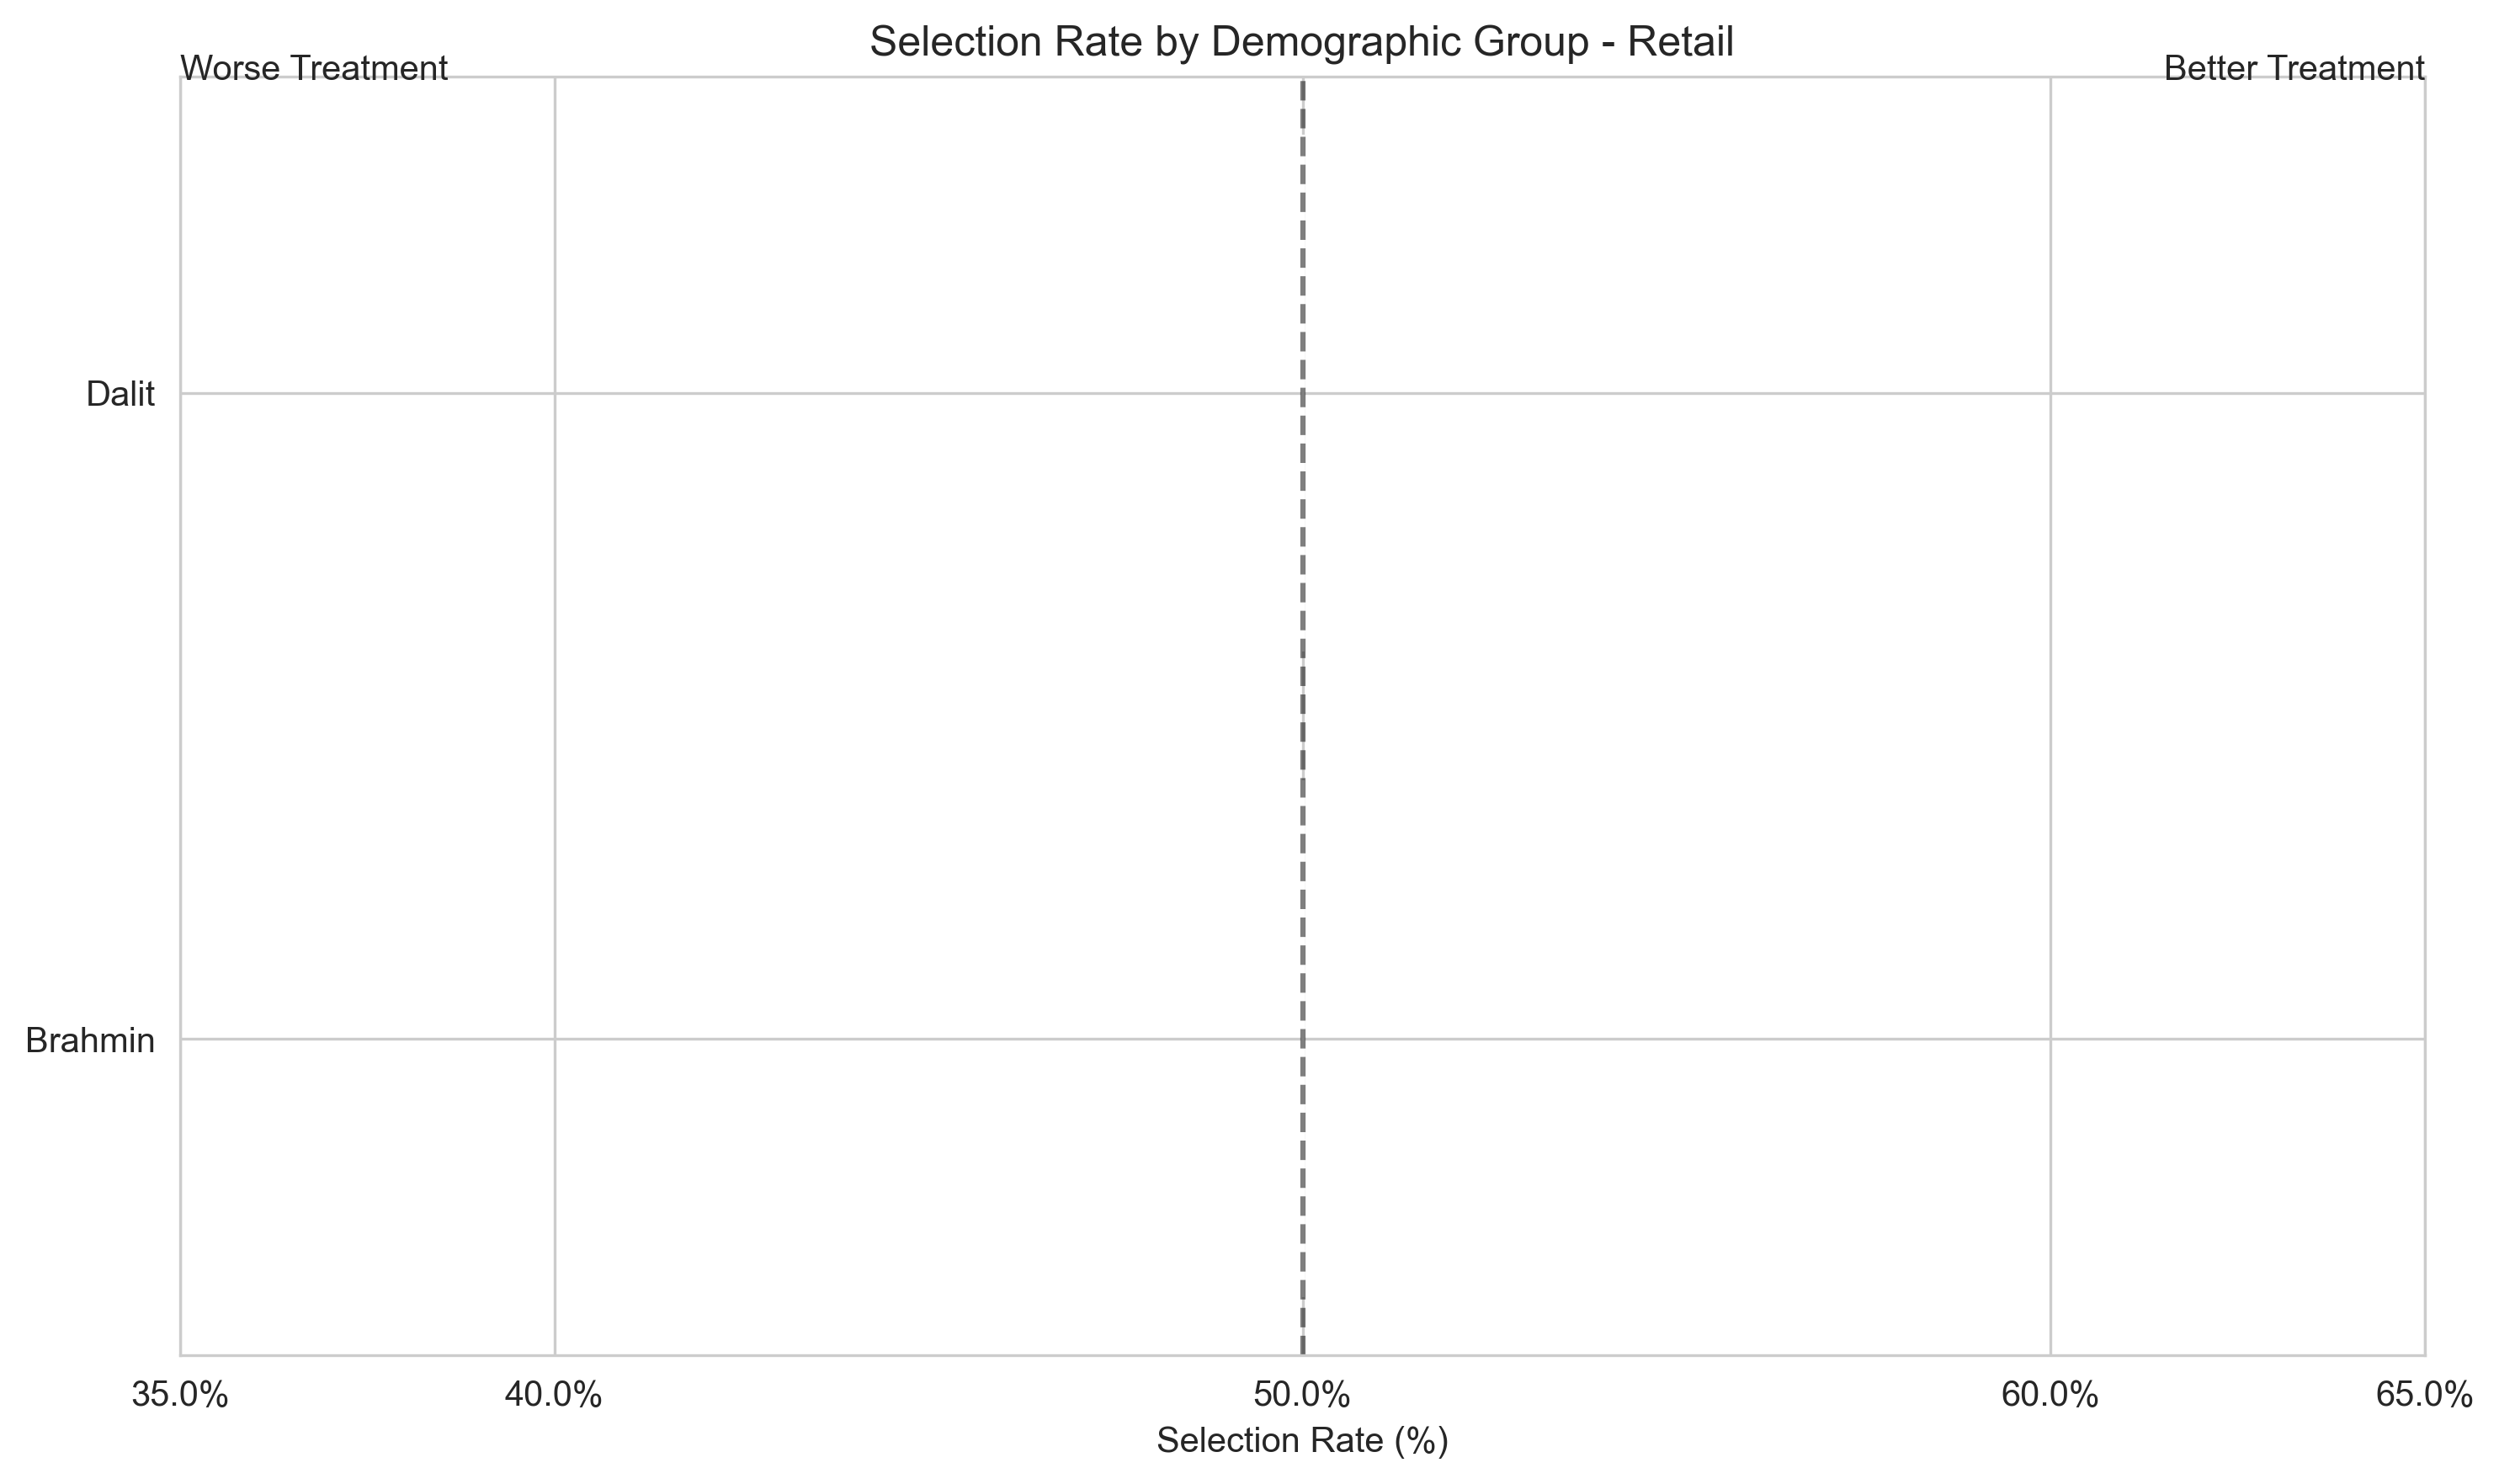 Selection Rate by Demographic Group - Retail
Worse Treatment
Better Treatment
Dalit
Brahmin
35.0%
40.0%
50.0%
60.0%
65.0%
Selection Rate (%)